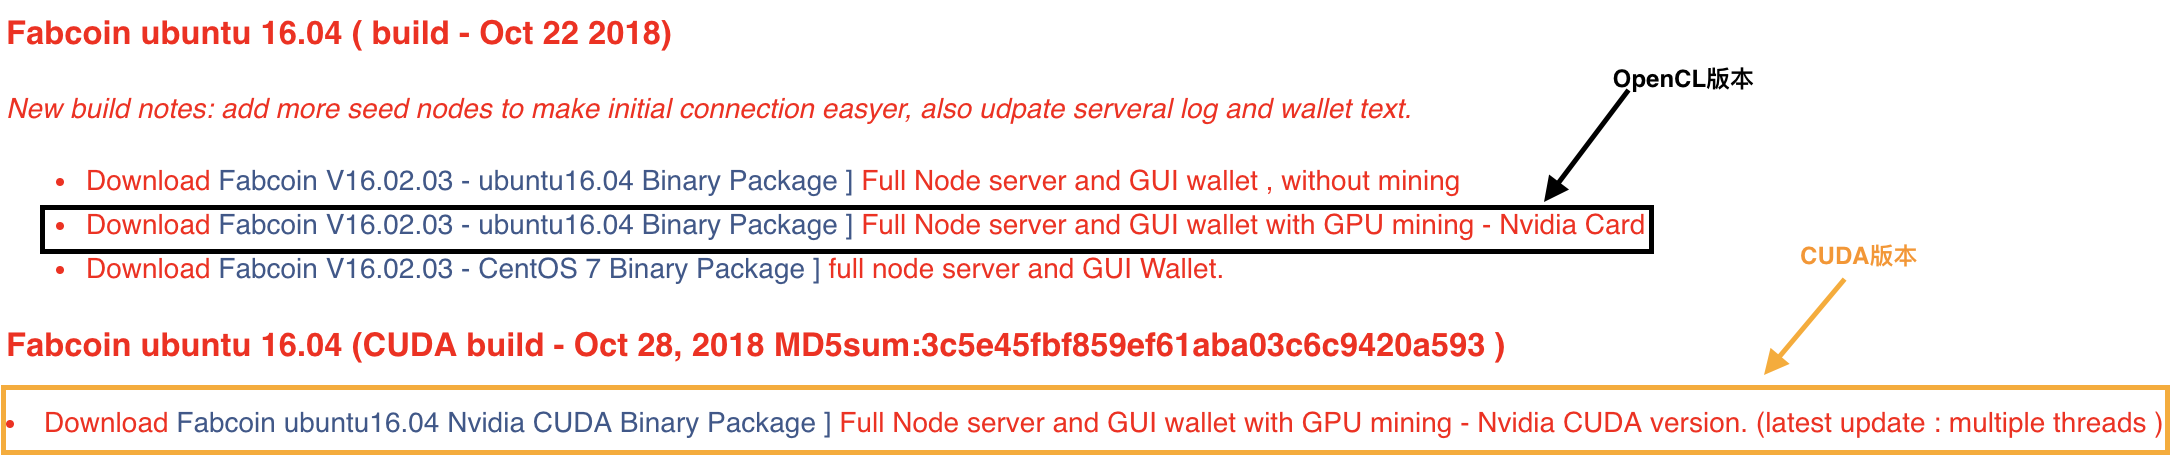 Fabcoin ubuntu 16.04 ( build - Oct 22 2018)
OpenCL版本
New build notes: add more seed nodes to make initial connection easyer, also udpate serveral log and wallet text.
• Download Fabcoin V16.02.03 - ubuntu16.04 Binary Package ] Full Node server and GUI wallet , without mining
• Download Fabcoin V16.02.03 - ubuntu16.04 Binary Package ] Full Node server and GUI wallet with GPU mining - Nvidia Card
CUDA版本
• Download Fabcoin V16.02.03 - CentOS 7 Binary Package ] full node server and GUI Wallet.
Fabcoin ubuntu 16.04 (CUDA build - Oct 28, 2018 MD5sum:3c5e45fbf859ef61aba03c6c9420a593 )
• Download Fabcoin ubuntu16.04 Nvidia CUDA Binary Package ] Full Node server and GUI wallet with GPU mining - Nvidia CUDA version. (latest update : multiple threads )